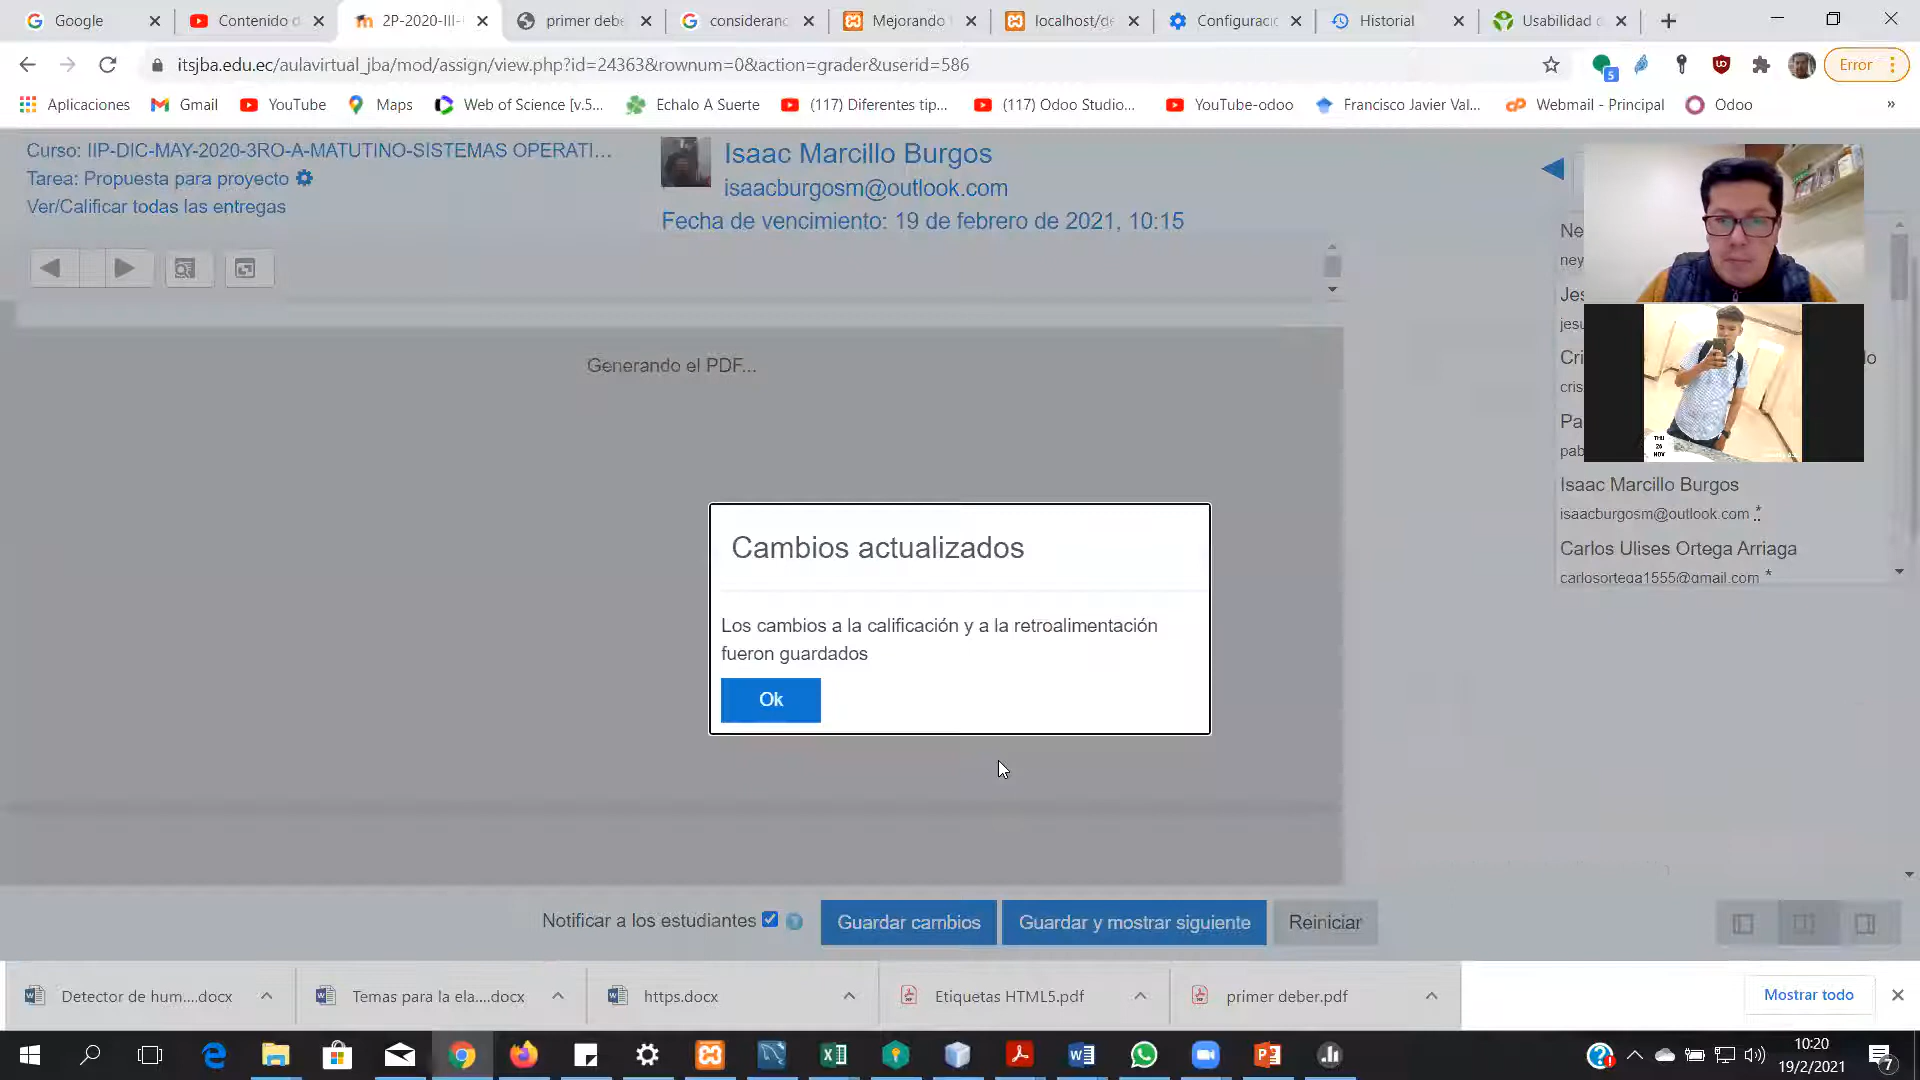 Google
Contenido d
2P-2020-III-
primer debe
consideranc
Mejorando
localhost/de
Configuració
Historial
Usabilidad d
itsjba.edu.ec/aulavirtual_jba/mod/assign/view.php?id=24363&rownum=0&action=grader&userid=586
5
Error
Aplicaciones
Gmail
YouTube
Maps
Web of Science [v.5...
Echalo A Suerte
(117) Diferentes tip...
(117) Odoo Studio...
YouTube-odoo
Francisco Javier Val...
Webmail - Principal
Odoo
»
Curso: IIP-DIC-MAY-2020-3RO-A-MATUTINO-SISTEMAS OPERATI...
Tarea: Propuesta para proyecto
Ver/Calificar todas las entregas
Isaac Marcillo Burgos
isaacburgosm@outlook.com
Fecha de vencimiento: 19 de febrero de 2021, 10:15
Generando el PDF...
Ne
ney
Jes
jesu
Cri
lo
cris
Pa
pab
THU
26
NOV
Isaac Marcillo Burgos
isaacburgosm@outlook.com *
Carlos Ulises Ortega Arriaga
carlosortega1555@gmail.com *
Cambios actualizados
Los cambios a la calificación y a la retroalimentación
fueron guardados
Ok
Notificar a los estudiantes
Guardar cambios
Guardar y mostrar siguiente
Reiniciar
Detector de hum....docx
Temas para la ela....docx
https.docx
Etiquetas HTML5.pdf
primer deber.pdf
Mostrar todo
10:20
19/2/2021
7